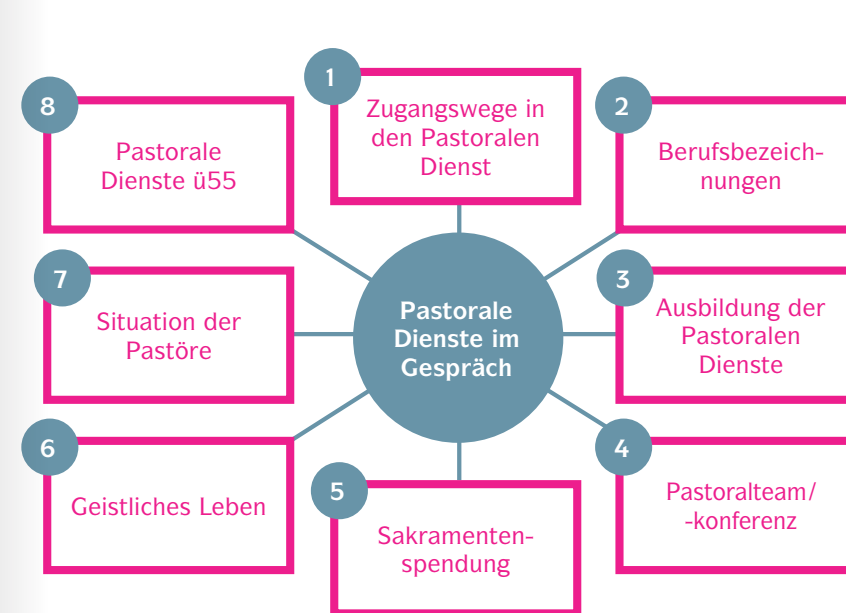 1
Zugangswege in
den Pastoralen
Dienst
2
Berufsbezeich-
nungen
3
Ausbildung der
Pastoralen
Dienste
4
Pastoralteam/
-konferenz
5
Sakramenten-
spendung
6
Geistliches Leben
7
Situation der
Pastöre
8
Pastorale
Dienste ü55
Pastorale
Dienste im
Gespräch